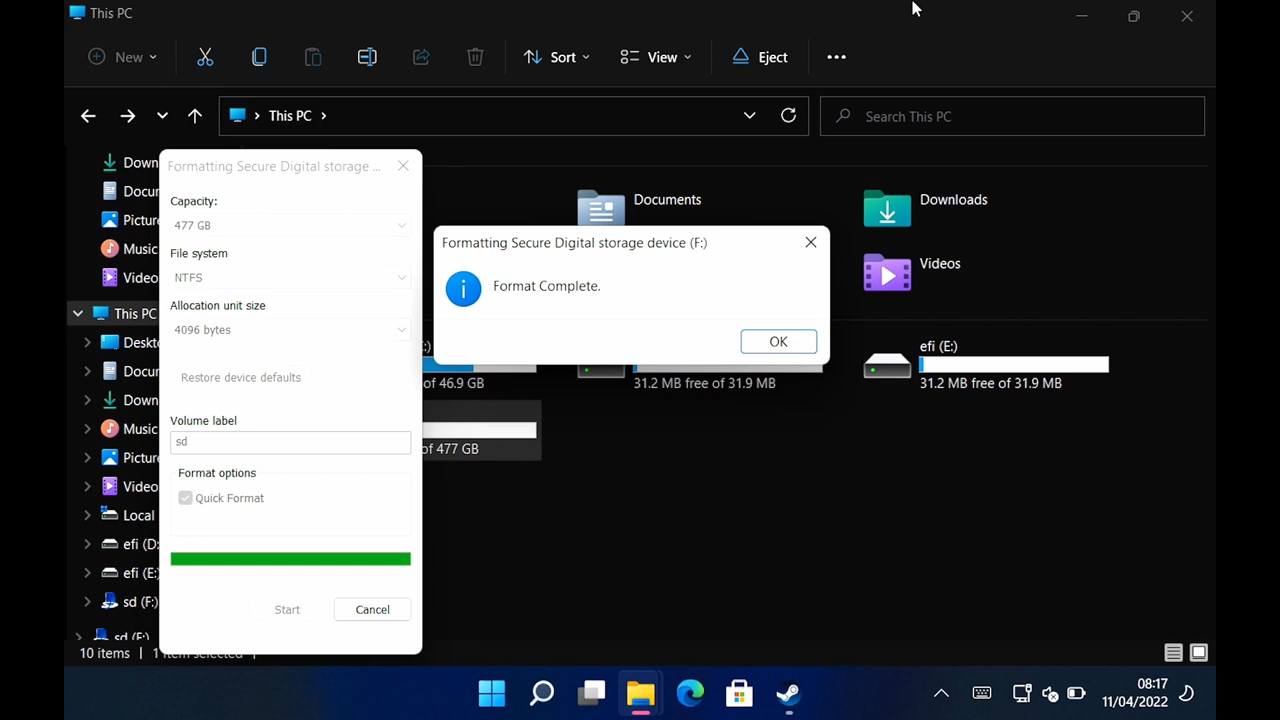 This PC
New
Sort
View
Eject
This PC
Search This PC
Down
Docu
Picture
Music
Video
This PC
Deskt
Docu
Down
Music
Pictur
Video
Local
efi (D:
efi (E:)
sd (F:)
sd (F:)
Formatting Secure Digital storage ...
Capacity:
477 GB
File system
NTFS
Allocation unit size
4096 bytes
Restore device defaults
Volume label
sd
Format options
Quick Format
Start
Cancel
Formatting Secure Digital storage device (F:)
Format Complete.
OK
Documents
Downloads
Videos
:)
of 46.9 GB
31.2 MB free of 31.9 MB
efi (E:)
31.2 MB free of 31.9 MB
of 477 GB
10 items
1 item selected
08:17
11/04/2022